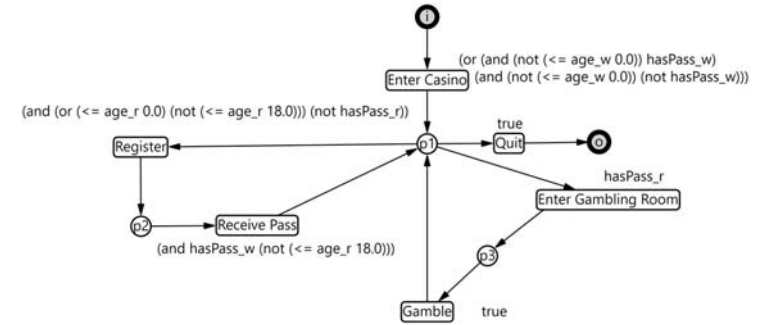 i
(or (and (not (<= age_w 0.0)) hasPass_w)
Enter Casino
(and (not (<= age_w 0.0)) (not hasPass_w)))
(and (or (<= age_r 0.0) (not (<= age_r 18.0))) (not hasPass_r))
true
Register
p1
Quit
o
hasPass_r
Enter Gambling Room
p2
Receive Pass
(and hasPass_w (not (<= age_r 18.0)))
p3
Gamble
true